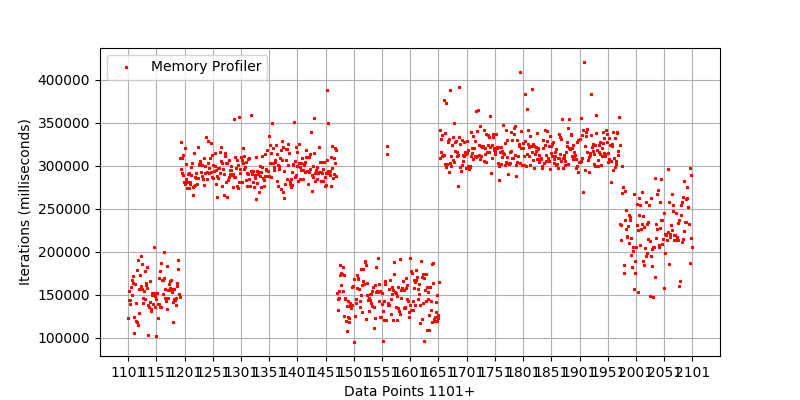 Memory Profiler
400000
350000
300000
250000
200000
150000
100000
Iterations (milliseconds)
1101 1151 1201 1251 1301 1351 1401 1451 1501 1551 1601 1651 1701 1751 1801 1851 1901 1951 2001 2051 2101
Data Points 1101+